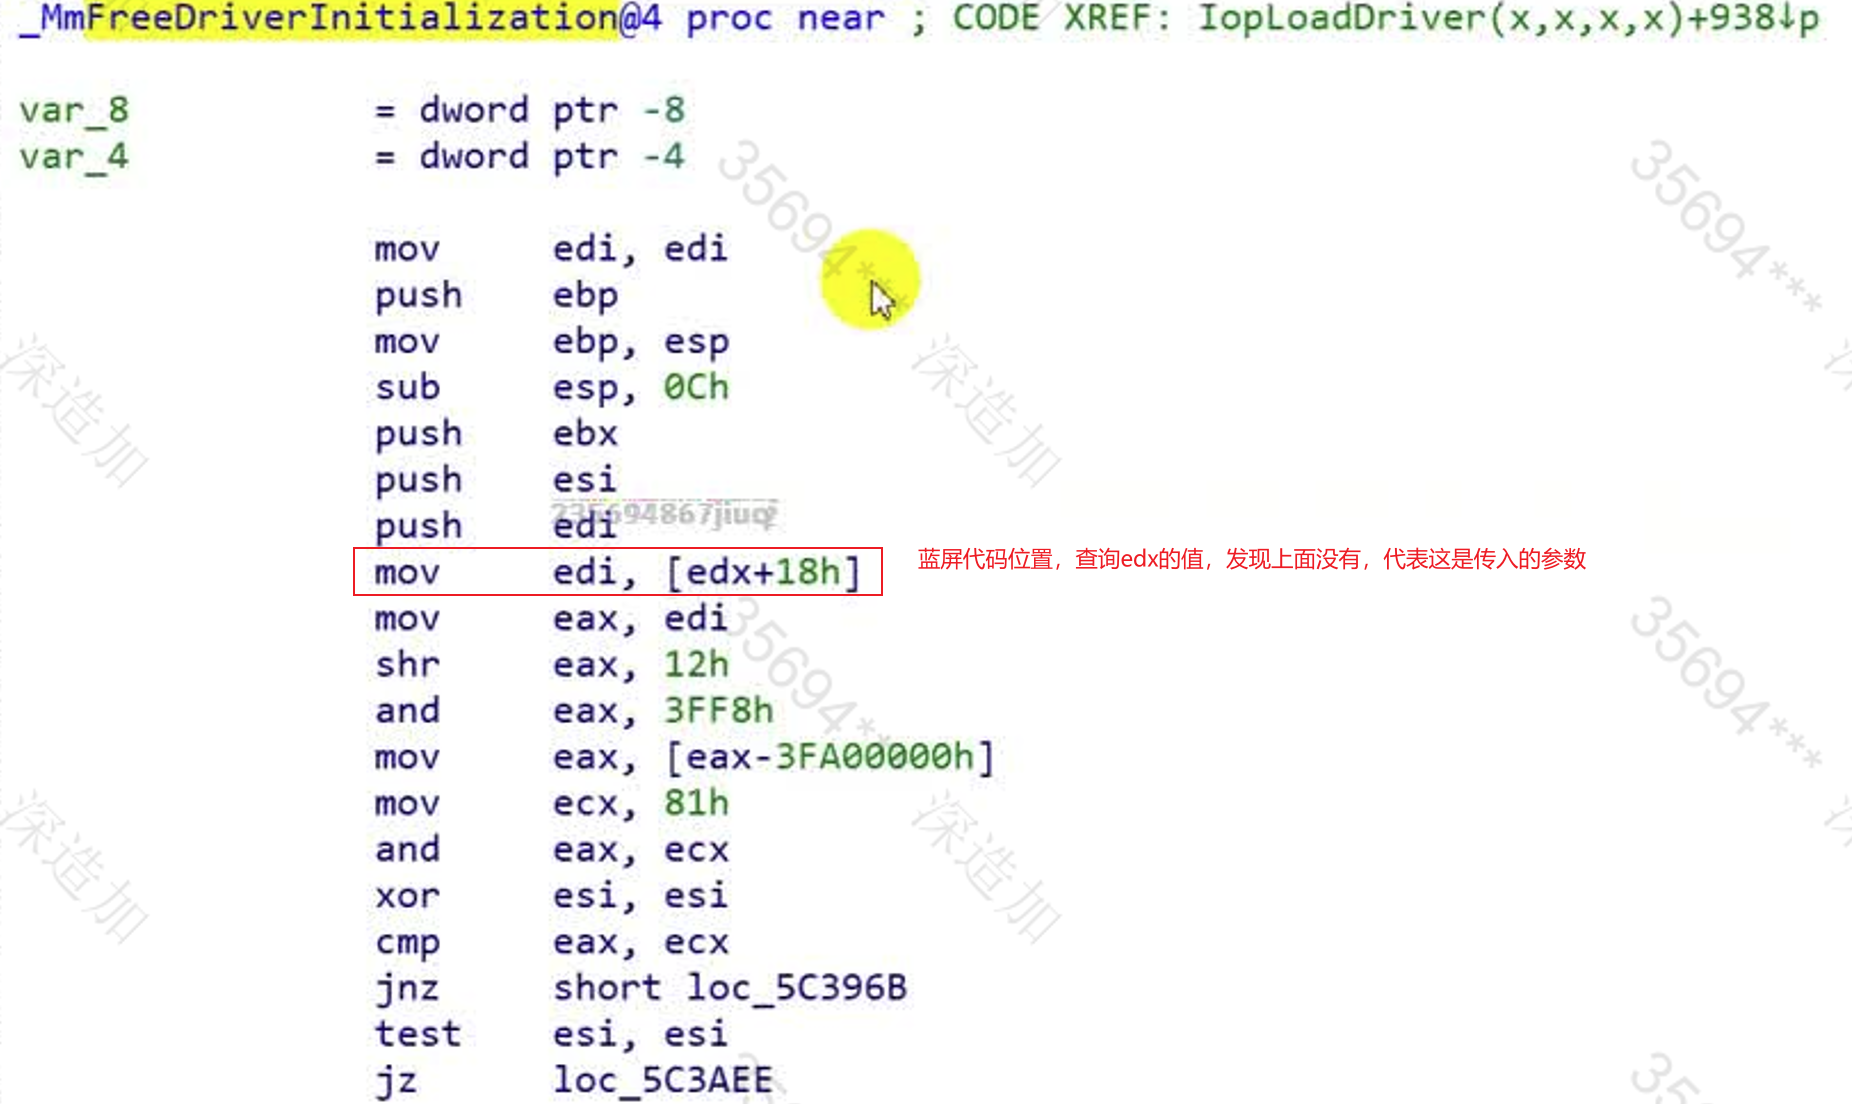 _MmFreeDriverInitialization@4 proc near ; CODE XREF: IopLoadDriver(x,x,x,x)+938↓p
var_8 = dword ptr -8
var_4 = dword ptr -4
35694***
35694***
mov edi, edi
push ebp
mov ebp, esp
深造加
深造加
sub esp, 0Ch
push ebx
push esi
push edi
mov edi, [edx+18h] 蓝屏代码位置，查询edx的值，发现上面没有，代表这是传入的参数
mov eax, edi
35694**
35694***
shr eax, 12h
and eax, 3FF8h
mov eax, [eax-3FA00000h]
mov ecx, 81h
深造加
深造加
and eax, ecx
xor esi, esi
cmp eax, ecx
jnz short loc_5C396B
test esi, esi
jz loc_5C3AEE